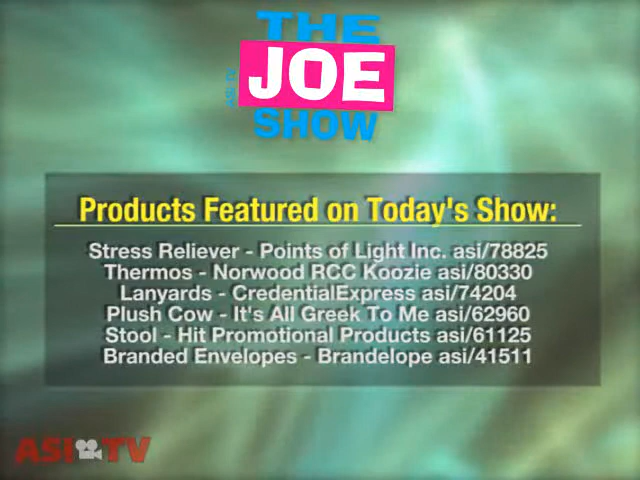 THE
JOE
ASI TV
SHOW
Products Featured on Today's Show:
Stress Reliever - Points of Light Inc. asi/78825
Thermos - Norwood RCC Koozie asi/80330
Lanyards - CredentialExpress asi/74204
Plush Cow - It's All Greek To Me asi/62960
Stool - Hit Promotional Products asi/61125
Branded Envelopes - Brandelope asi/41511
ASI TV